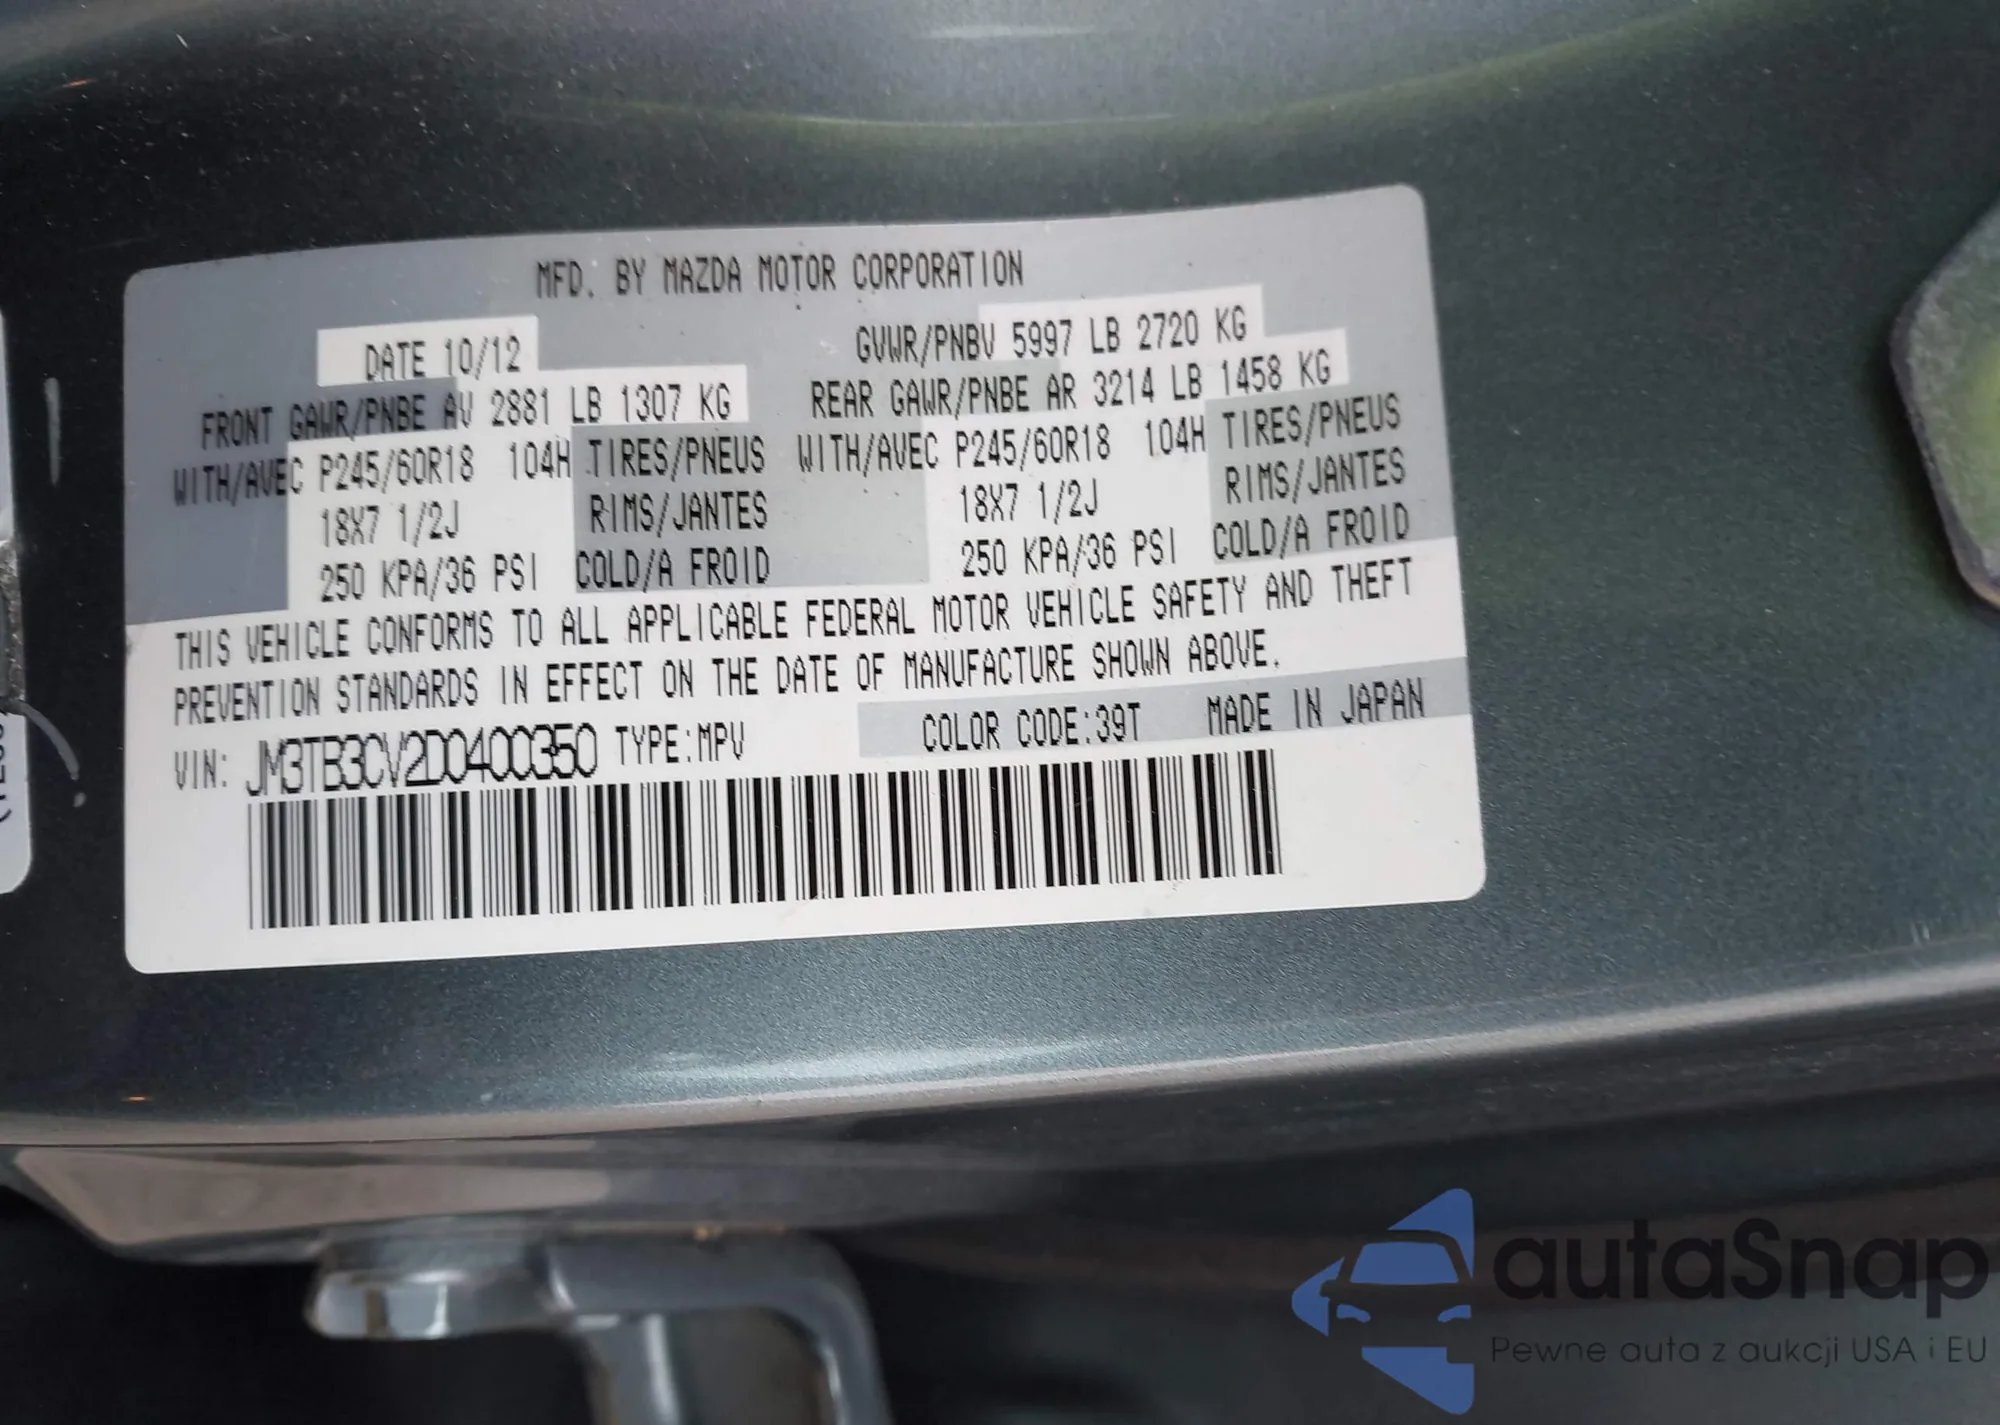 MFD. BY MAZDA MOTOR CORPORATION
DATE 10/12
GVWR/PNBV 5997 LB 2720 KG
FRONT GAWR/PNBE AV 2881 LB 1307 KG
REAR GAWR/PNBE AR 3214 LB 1458 KG
WITH/AVEC P245/60R18 104H TIRES/PNEUS
WITH/AVEC P245/60R18 104H TIRES/PNEUS
18X7 1/2J RIMS/JANTES
18X7 1/2J RIMS/JANTES
250 KPA/36 PSI COLD/A FROID
250 KPA/36 PSI COLD/A FROID
THIS VEHICLE CONFORMS TO ALL APPLICABLE FEDERAL MOTOR VEHICLE SAFETY AND THEFT
PREVENTION STANDARDS IN EFFECT ON THE DATE OF MANUFACTURE SHOWN ABOVE.
COLOR CODE:39T MADE IN JAPAN
VIN: JM3TB3CV2D0400350 TYPE:MPV
autaSnap
Pewne auta z aukcji USA i EU